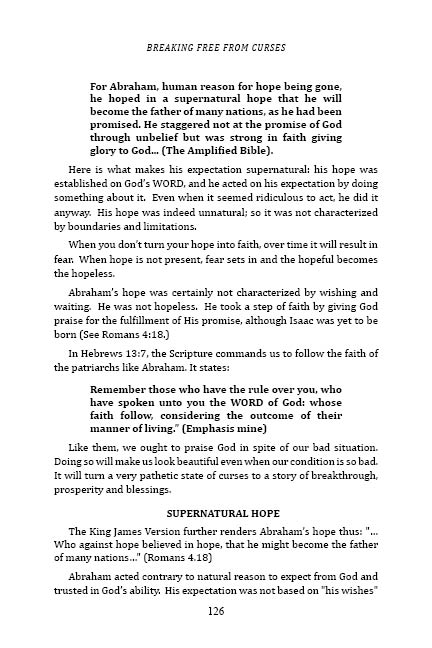 BREAKING FREE FROM CURSES
For Abraham, human reason for hope being gone,
he hoped in a supernatural hope that he will
become the father of many nations, as he had been
promised. He staggered not at the promise of God
through unbelief but was strong in faith giving
glory to God... (The Amplified Bible).
Here is what makes his expectation supernatural: his hope was
established on God's WORD, and he acted on his expectation by doing
something about it. Even when it seemed ridiculous to act, he did it
anyway. His hope was indeed unnatural; so it was not characterized
by boundaries and limitations.
When you don't turn your hope into faith, over time it will result in
fear. When hope is not present, fear sets in and the hopeful becomes
the hopeless.
Abraham's hope was certainly not characterized by wishing and
waiting. He was not hopeless. He took a step of faith by giving God
praise for the fulfillment of His promise, although Isaac was yet to be
born (See Romans 4:18.)
In Hebrews 13:7, the Scripture commands us to follow the faith of
the patriarchs like Abraham. It states:
Remember those who have the rule over you, who
have spoken unto you the WORD of God: whose
faith follow, considering the outcome of their
manner of living.” (Emphasis mine)
Like them, we ought to praise God in spite of our bad situation.
Doing so will make us look beautiful even when our condition is so bad.
It will turn a very pathetic state of curses to a story of breakthrough,
prosperity and blessings.
SUPERNATURAL HOPE
The King James Version further renders Abraham's hope thus: "...
Who against hope believed in hope, that he might become the father
of many nations..." (Romans 4.18)
Abraham acted contrary to natural reason to expect from God and
trusted in God's ability. His expectation was not based on "his wishes"
126